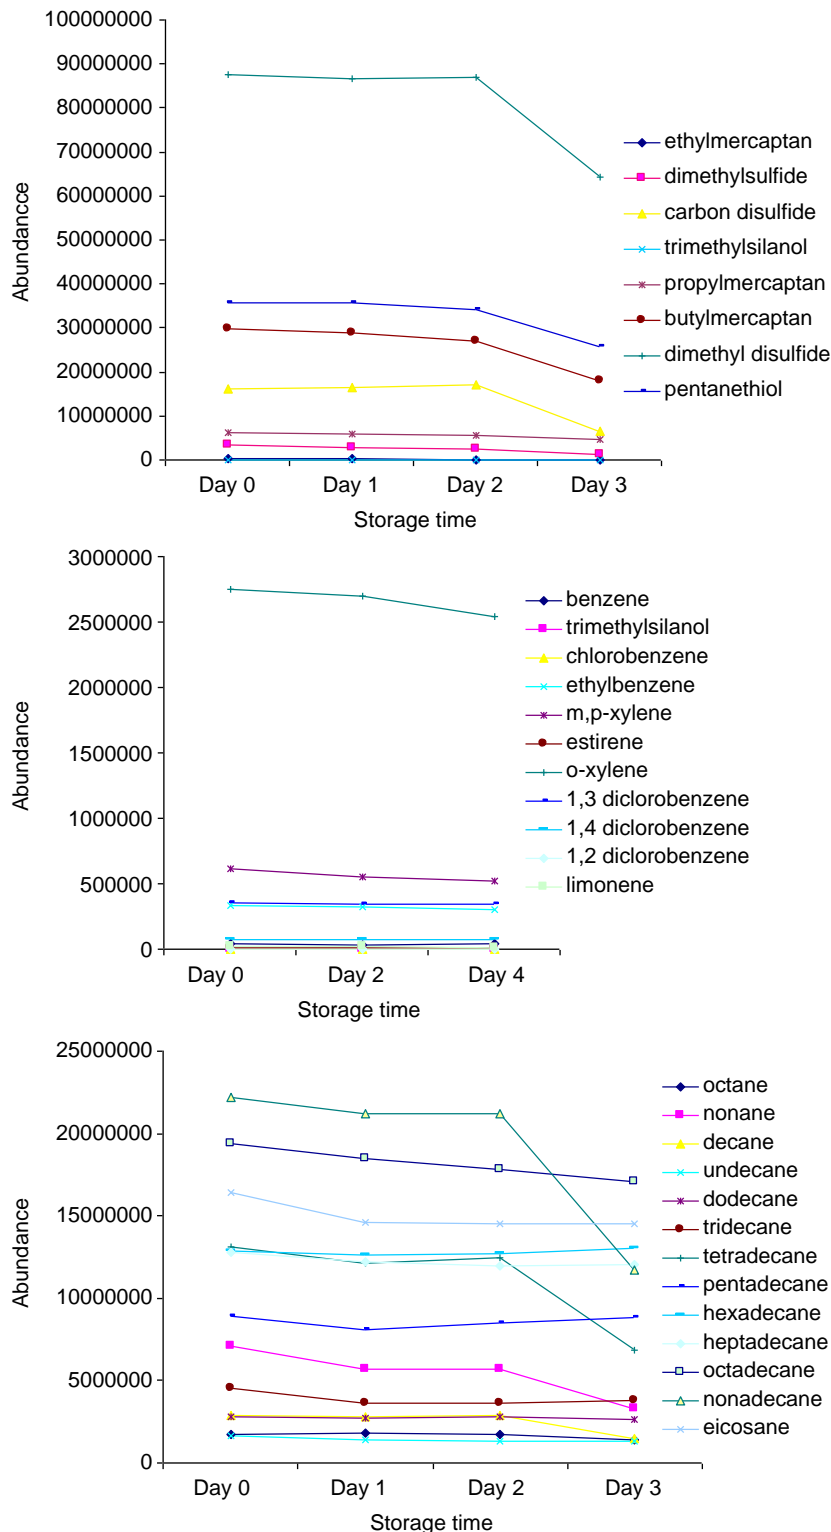 100000000
90000000
80000000
70000000
60000000
50000000
40000000
30000000
20000000
10000000
0
Abundancce
Day 0 Day 1 Day 2 Day 3
Storage time
ethylmercaptan
dimethylsulfide
carbon disulfide
trimethylsilanol
propylmercaptan
butylmercaptan
dimethyl disulfide
pentanethiol
3000000
2500000
2000000
1500000
1000000
500000
0
Abundance
Day 0 Day 2 Day 4
Storage time
benzene
trimethylsilanol
chlorobenzene
ethylbenzene
m,p-xylene
estirene
o-xylene
1,3 diclorobenzene
1,4 diclorobenzene
1,2 diclorobenzene
limonene
25000000
20000000
15000000
10000000
5000000
0
Abundance
Day 0 Day 1 Day 2 Day 3
Storage time
octane
nonane
decane
undecane
dodecane
tridecane
tetradecane
pentadecane
hexadecane
heptadecane
octadecane
nonadecane
eicosane